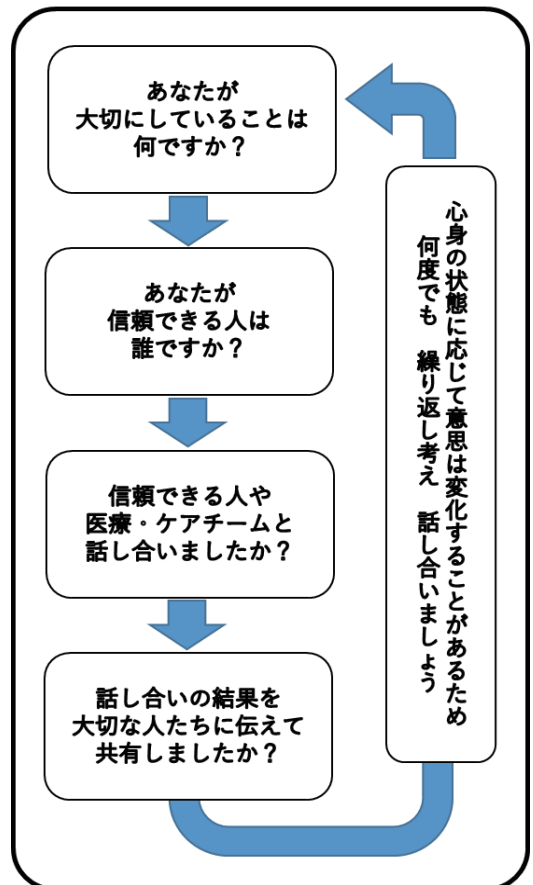 あなたが
大切にしていることは
何ですか？
あなたが
信頼できる人は
誰ですか？
信頼できる人や
医療・ケアチームと
話し合いましたか？
話し合いの結果を
大切な人たちに伝えて
共有しましたか？
心身の状態に応じて意思は変化することがあるため
何度でも　繰り返し考え　話し合いましょう